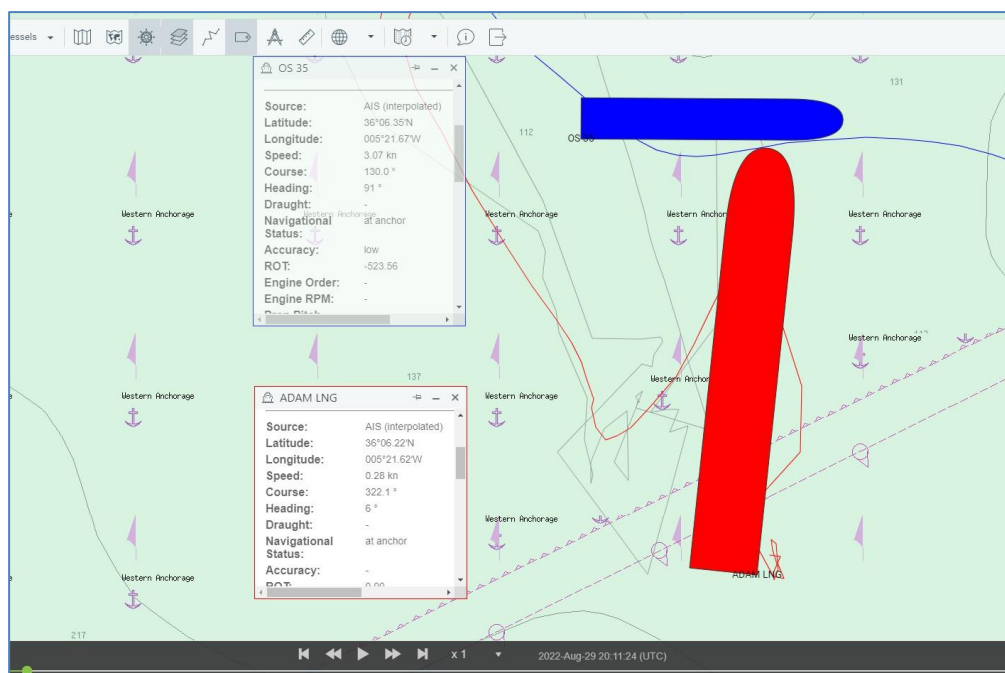 essels
OS 35
Source: AIS (interpolated)
Latitude: 36°06.35'N
Longitude: 005°21.67'W
Speed: 3.07 kn
Course: 130.0 °
Heading: 91 °
Draught: -
Navigational Status: at anchor
Accuracy: low
ROT: -523.56
Engine Order: -
Engine RPM: -
131
112
OS 35
Western Anchorage
Western Anchorage
Western Anchorage
Western Anchor
Western Anchorage
Western Anchorage
137
Western Anchorage
Western Anchorage
Western Anchor
ADAM LNG
Source: AIS (interpolated)
Latitude: 36°06.22'N
Longitude: 005°21.62'W
Speed: 0.28 kn
Course: 322.1 °
Heading: 6 °
Draught: -
Navigational Status: at anchor
Accuracy: -
ROT: 0.00
Western Anchorage
Western Anchorage
ADAM LNG
217
x 1
2022-Aug-29 20:11:24 (UTC)